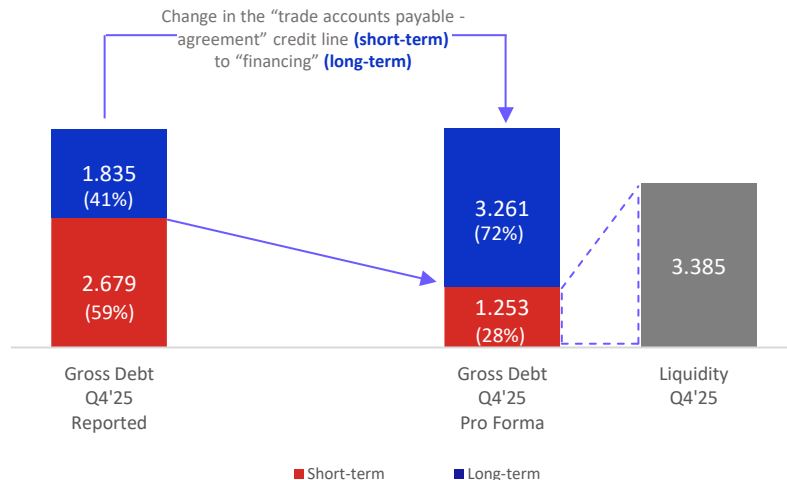 Change in the “trade accounts payable -
agreement” credit line (short-term)
to “financing” (long-term)
1.835
(41%)
2.679
(59%)
3.261
(72%)
1.253
(28%)
3.385
Gross Debt
Q4'25
Reported
Gross Debt
Q4'25
Pro Forma
Liquidity
Q4'25
Short-term
Long-term